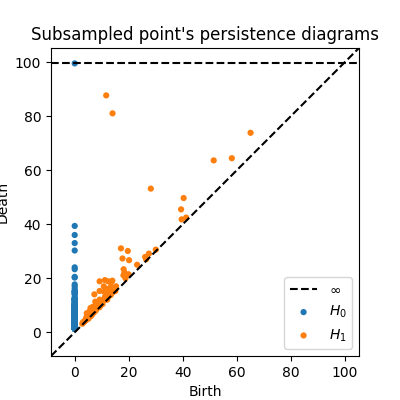 Subsampled point's persistence diagrams
100
80
60
40
20
0
Death
∞
H₀
H₁
0 20 40 60 80 100
Birth